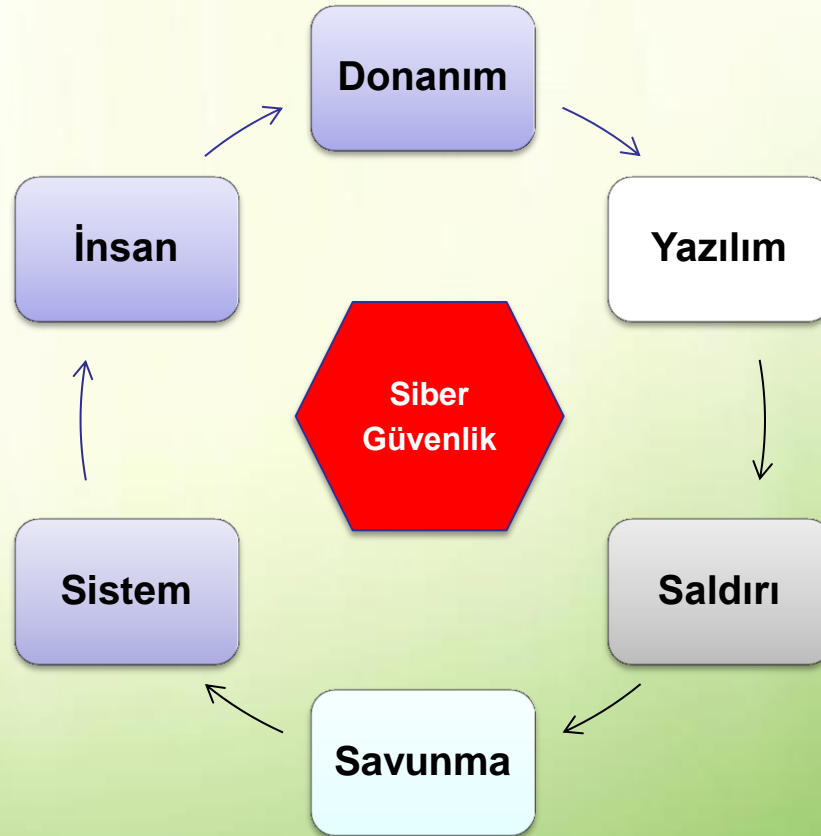 Donanım
İnsan
Yazılım
Siber
Güvenlik
Sistem
Saldırı
Savunma